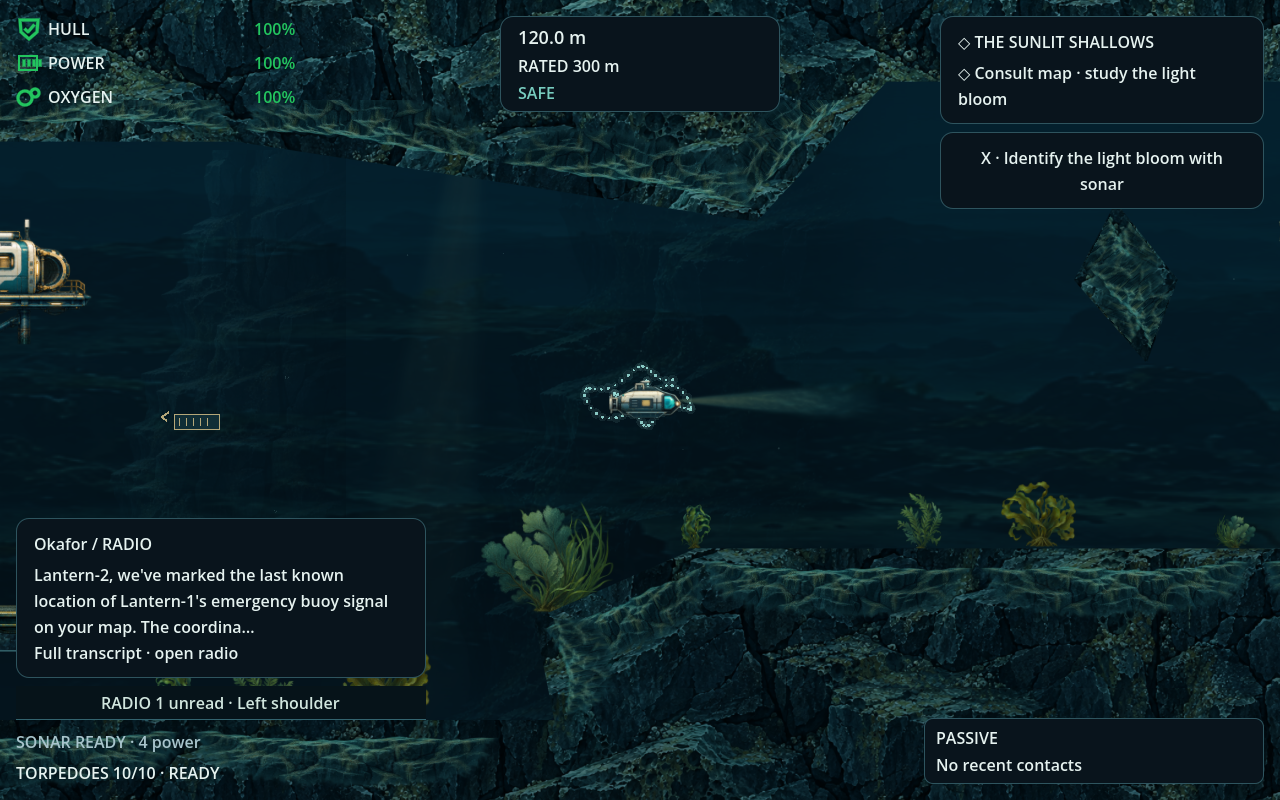 HULL 100%
POWER 100%
OXYGEN 100%
120.0 m
RATED 300 m
SAFE
◇ THE SUNLIT SHALLOWS
◇ Consult map · study the light
bloom
X · Identify the light bloom with
sonar
Okafor / RADIO
Lantern-2, we've marked the last known
location of Lantern-1's emergency buoy signal
on your map. The coordina...
Full transcript · open radio
RADIO 1 unread · Left shoulder
SONAR READY · 4 power
TORPEDOES 10/10 · READY
PASSIVE
No recent contacts